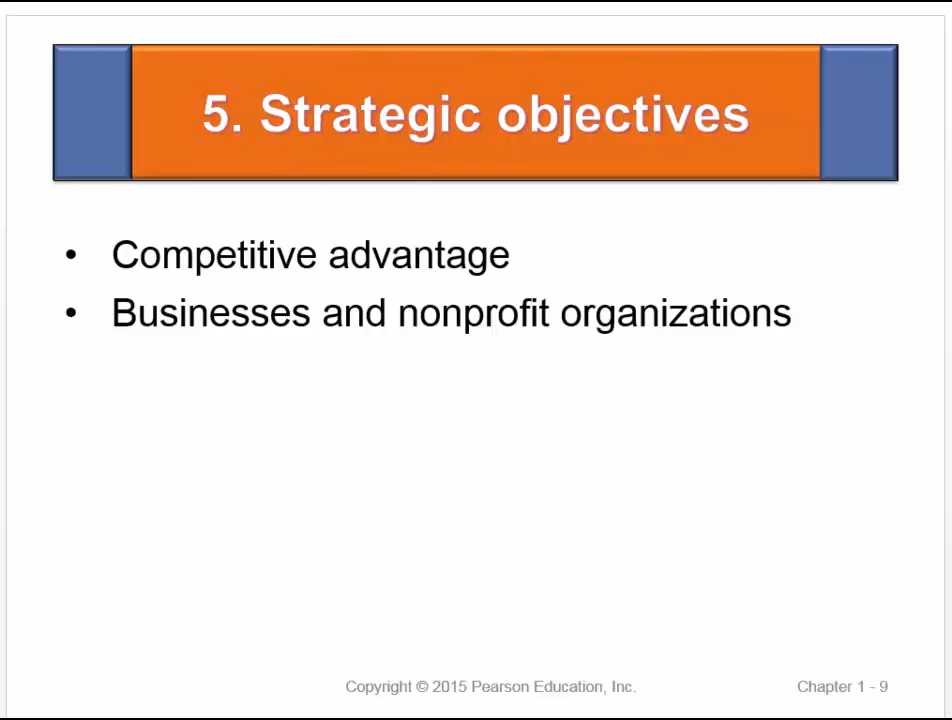 5. Strategic objectives
• Competitive advantage
• Businesses and nonprofit organizations
Copyright © 2015 Pearson Education, Inc.
Chapter 1 - 9